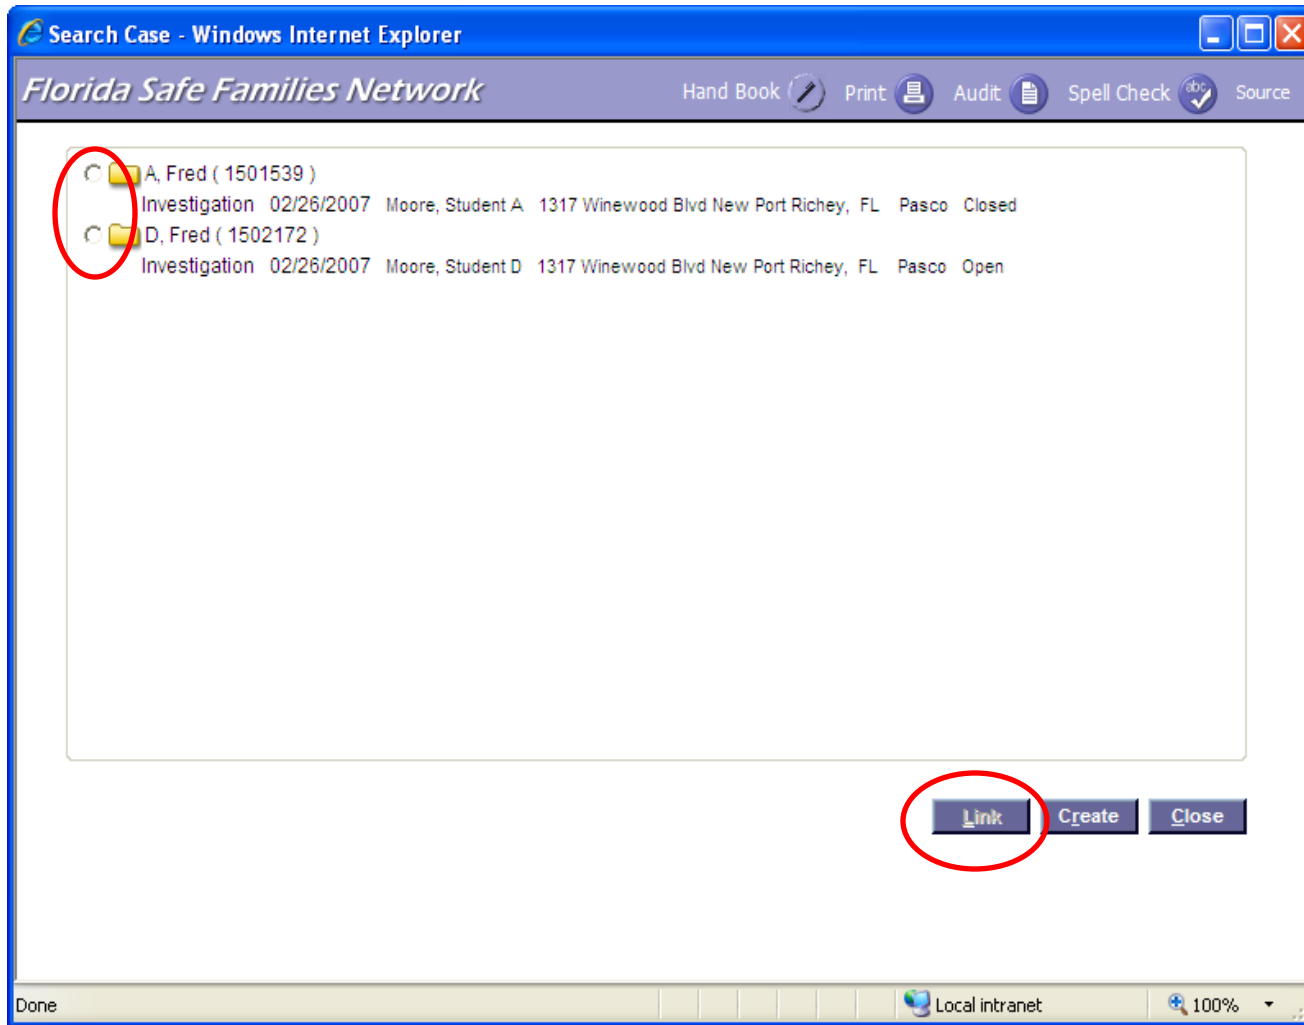 Search Case - Windows Internet Explorer
Florida Safe Families Network Hand Book Print Audit abc Spell Check Source
A, Fred ( 1501539 )
Investigation 02/26/2007 Moore, Student A 1317 Winewood Blvd New Port Richey, FL Pasco Closed
D, Fred ( 1502172 )
Investigation 02/26/2007 Moore, Student D 1317 Winewood Blvd New Port Richey, FL Pasco Open
Link Create Close
Done Local intranet 100%